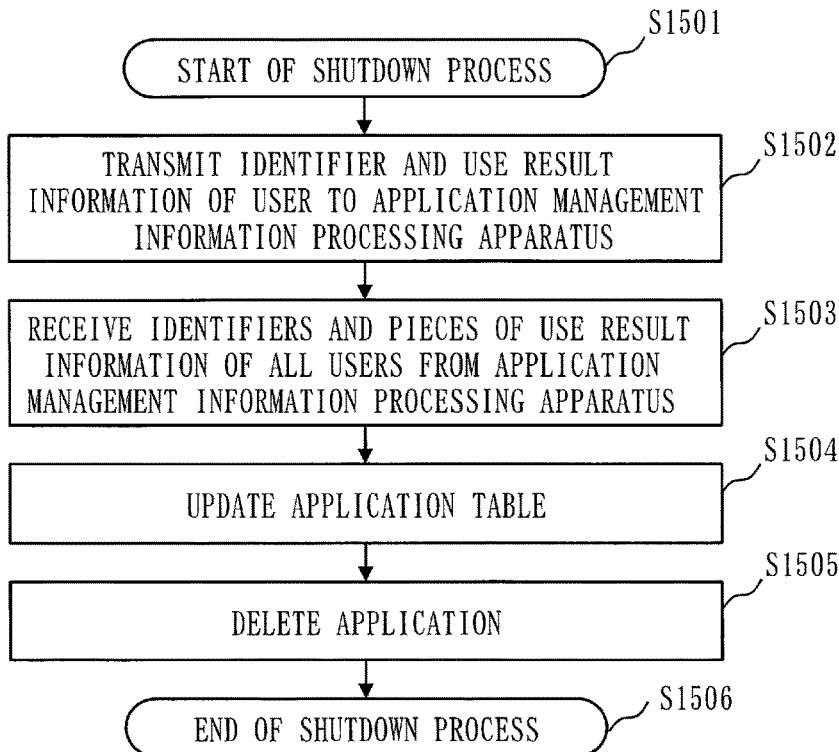 S1501
START OF SHUTDOWN PROCESS
S1502
TRANSMIT IDENTIFIER AND USE RESULT
INFORMATION OF USER TO APPLICATION MANAGEMENT
INFORMATION PROCESSING APPARATUS
S1503
RECEIVE IDENTIFIERS AND PIECES OF USE RESULT
INFORMATION OF ALL USERS FROM APPLICATION
MANAGEMENT INFORMATION PROCESSING APPARATUS
S1504
UPDATE APPLICATION TABLE
S1505
DELETE APPLICATION
S1506
END OF SHUTDOWN PROCESS